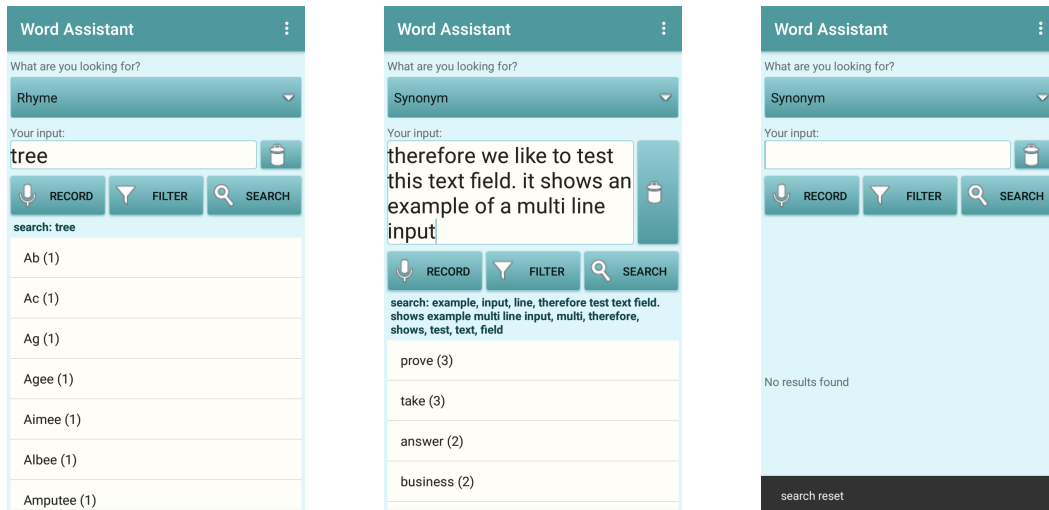 Word Assistant
What are you looking for?
Rhyme
Your input:
tree
RECORD FILTER SEARCH
search: tree
Ab (1)
Ac (1)
Ag (1)
Agee (1)
Aimee (1)
Albee (1)
Amputee (1)
Word Assistant
What are you looking for?
Synonym
Your input:
therefore we like to test
this text field. it shows an
example of a multi line
input
RECORD FILTER SEARCH
search: example, input, line, therefore test text field.
shows example multi line input, multi, therefore,
shows, test, text, field
prove (3)
take (3)
answer (2)
business (2)
Word Assistant
What are you looking for?
Synonym
Your input:
RECORD FILTER SEARCH
No results found
search reset